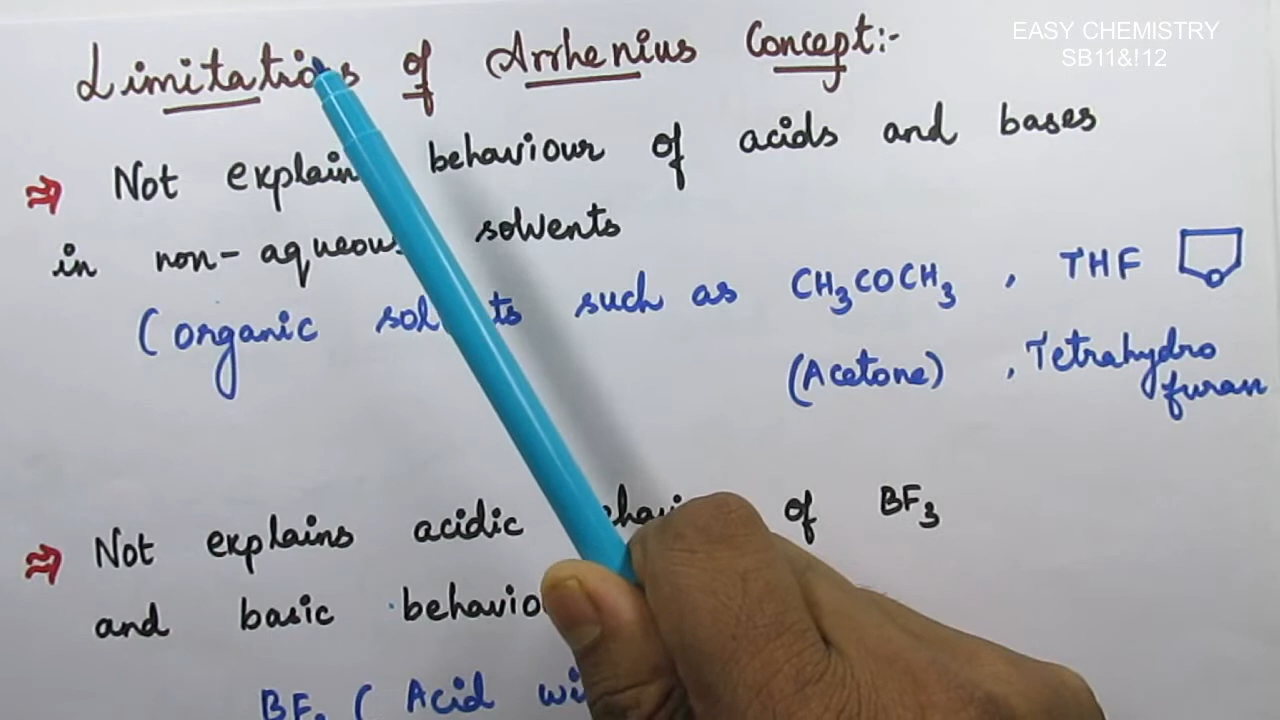 EASY CHEMISTRY
SB11&!12
Limitations of Arrhenius Concept:-
⇒ Not explain behaviour of acids and bases
in non-aqueous solvents
(organic such as CH₃COCH₃ , THF
(Acetone) , Tetrahydro
furan
⇒ Not explains acidic of BF₃
and basic
BF₃ ( Acid